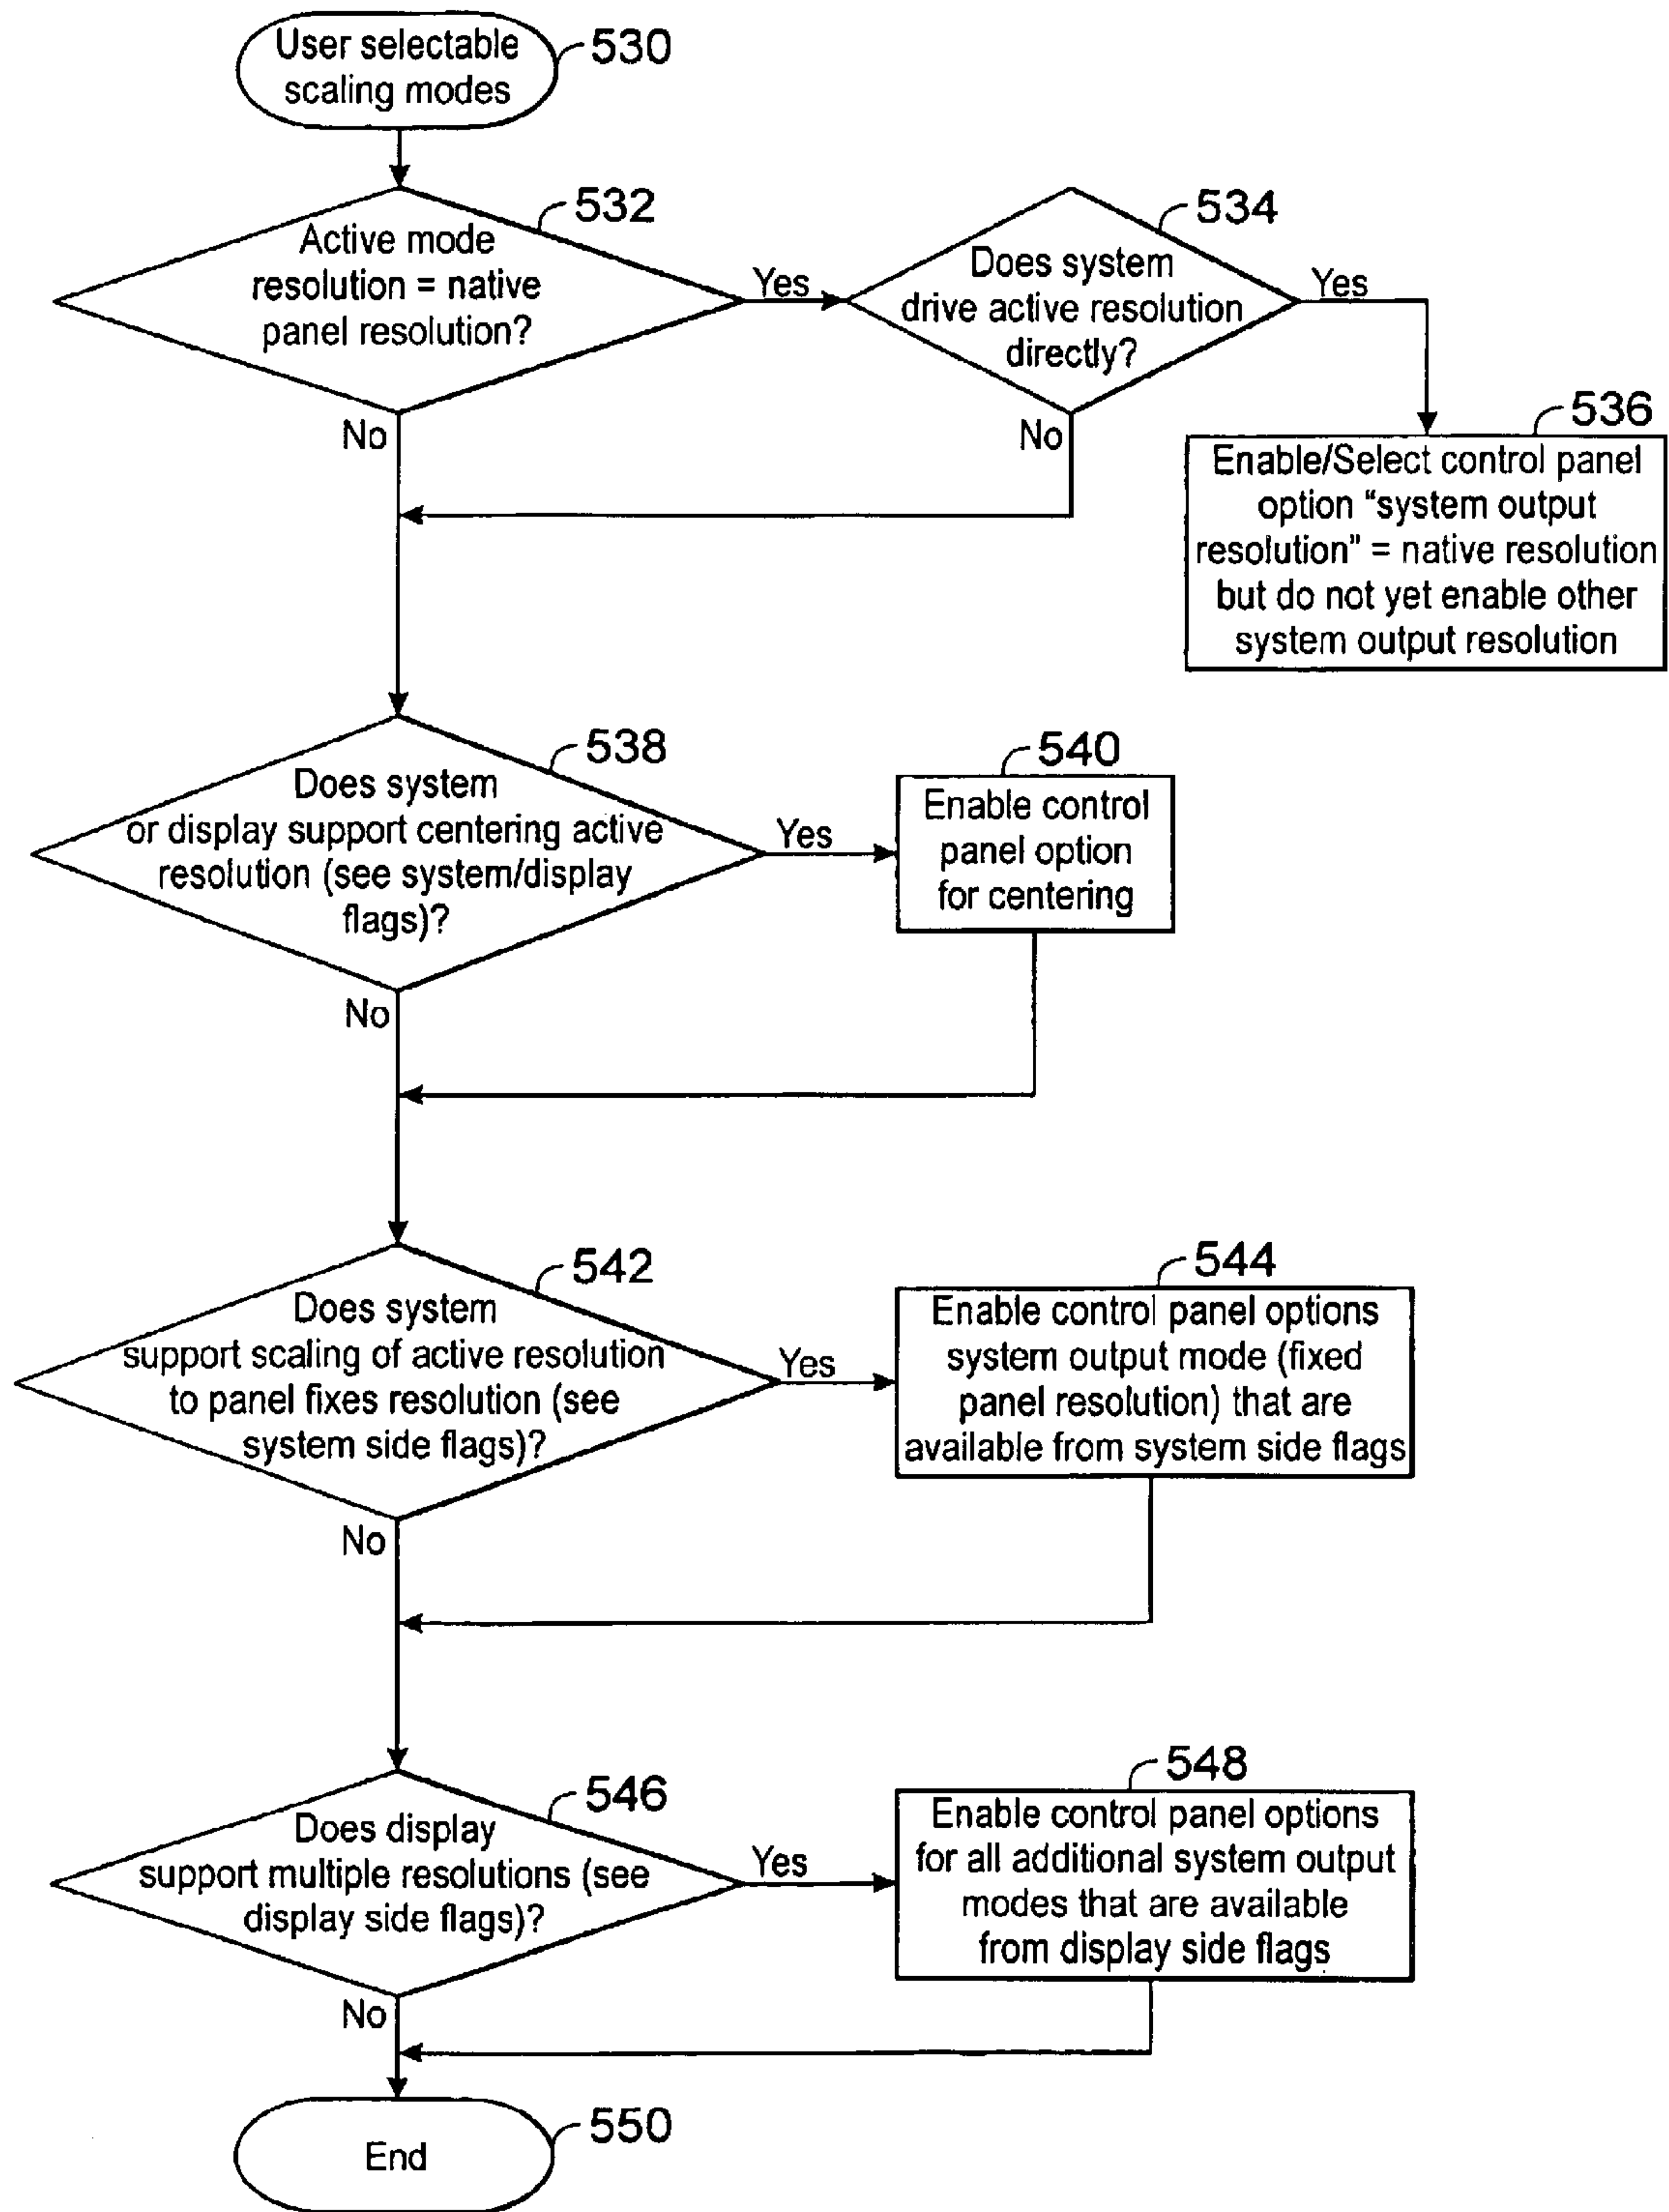 User selectable
scaling modes
530
Active mode
resolution = native
panel resolution?
532
Yes
No
Does system
drive active resolution
directly?
534
Yes
No
Enable/Select control panel
option “system output
resolution” = native resolution
but do not yet enable other
system output resolution
536
Does system
or display support centering active
resolution (see system/display
flags)?
538
Yes
No
Enable control
panel option
for centering
540
Does system
support scaling of active resolution
to panel fixes resolution (see
system side flags)?
542
Yes
No
Enable control panel options
system output mode (fixed
panel resolution) that are
available from system side flags
544
Does display
support multiple resolutions (see
display side flags)?
546
Yes
No
Enable control panel options
for all additional system output
modes that are available
from display side flags
548
End
550